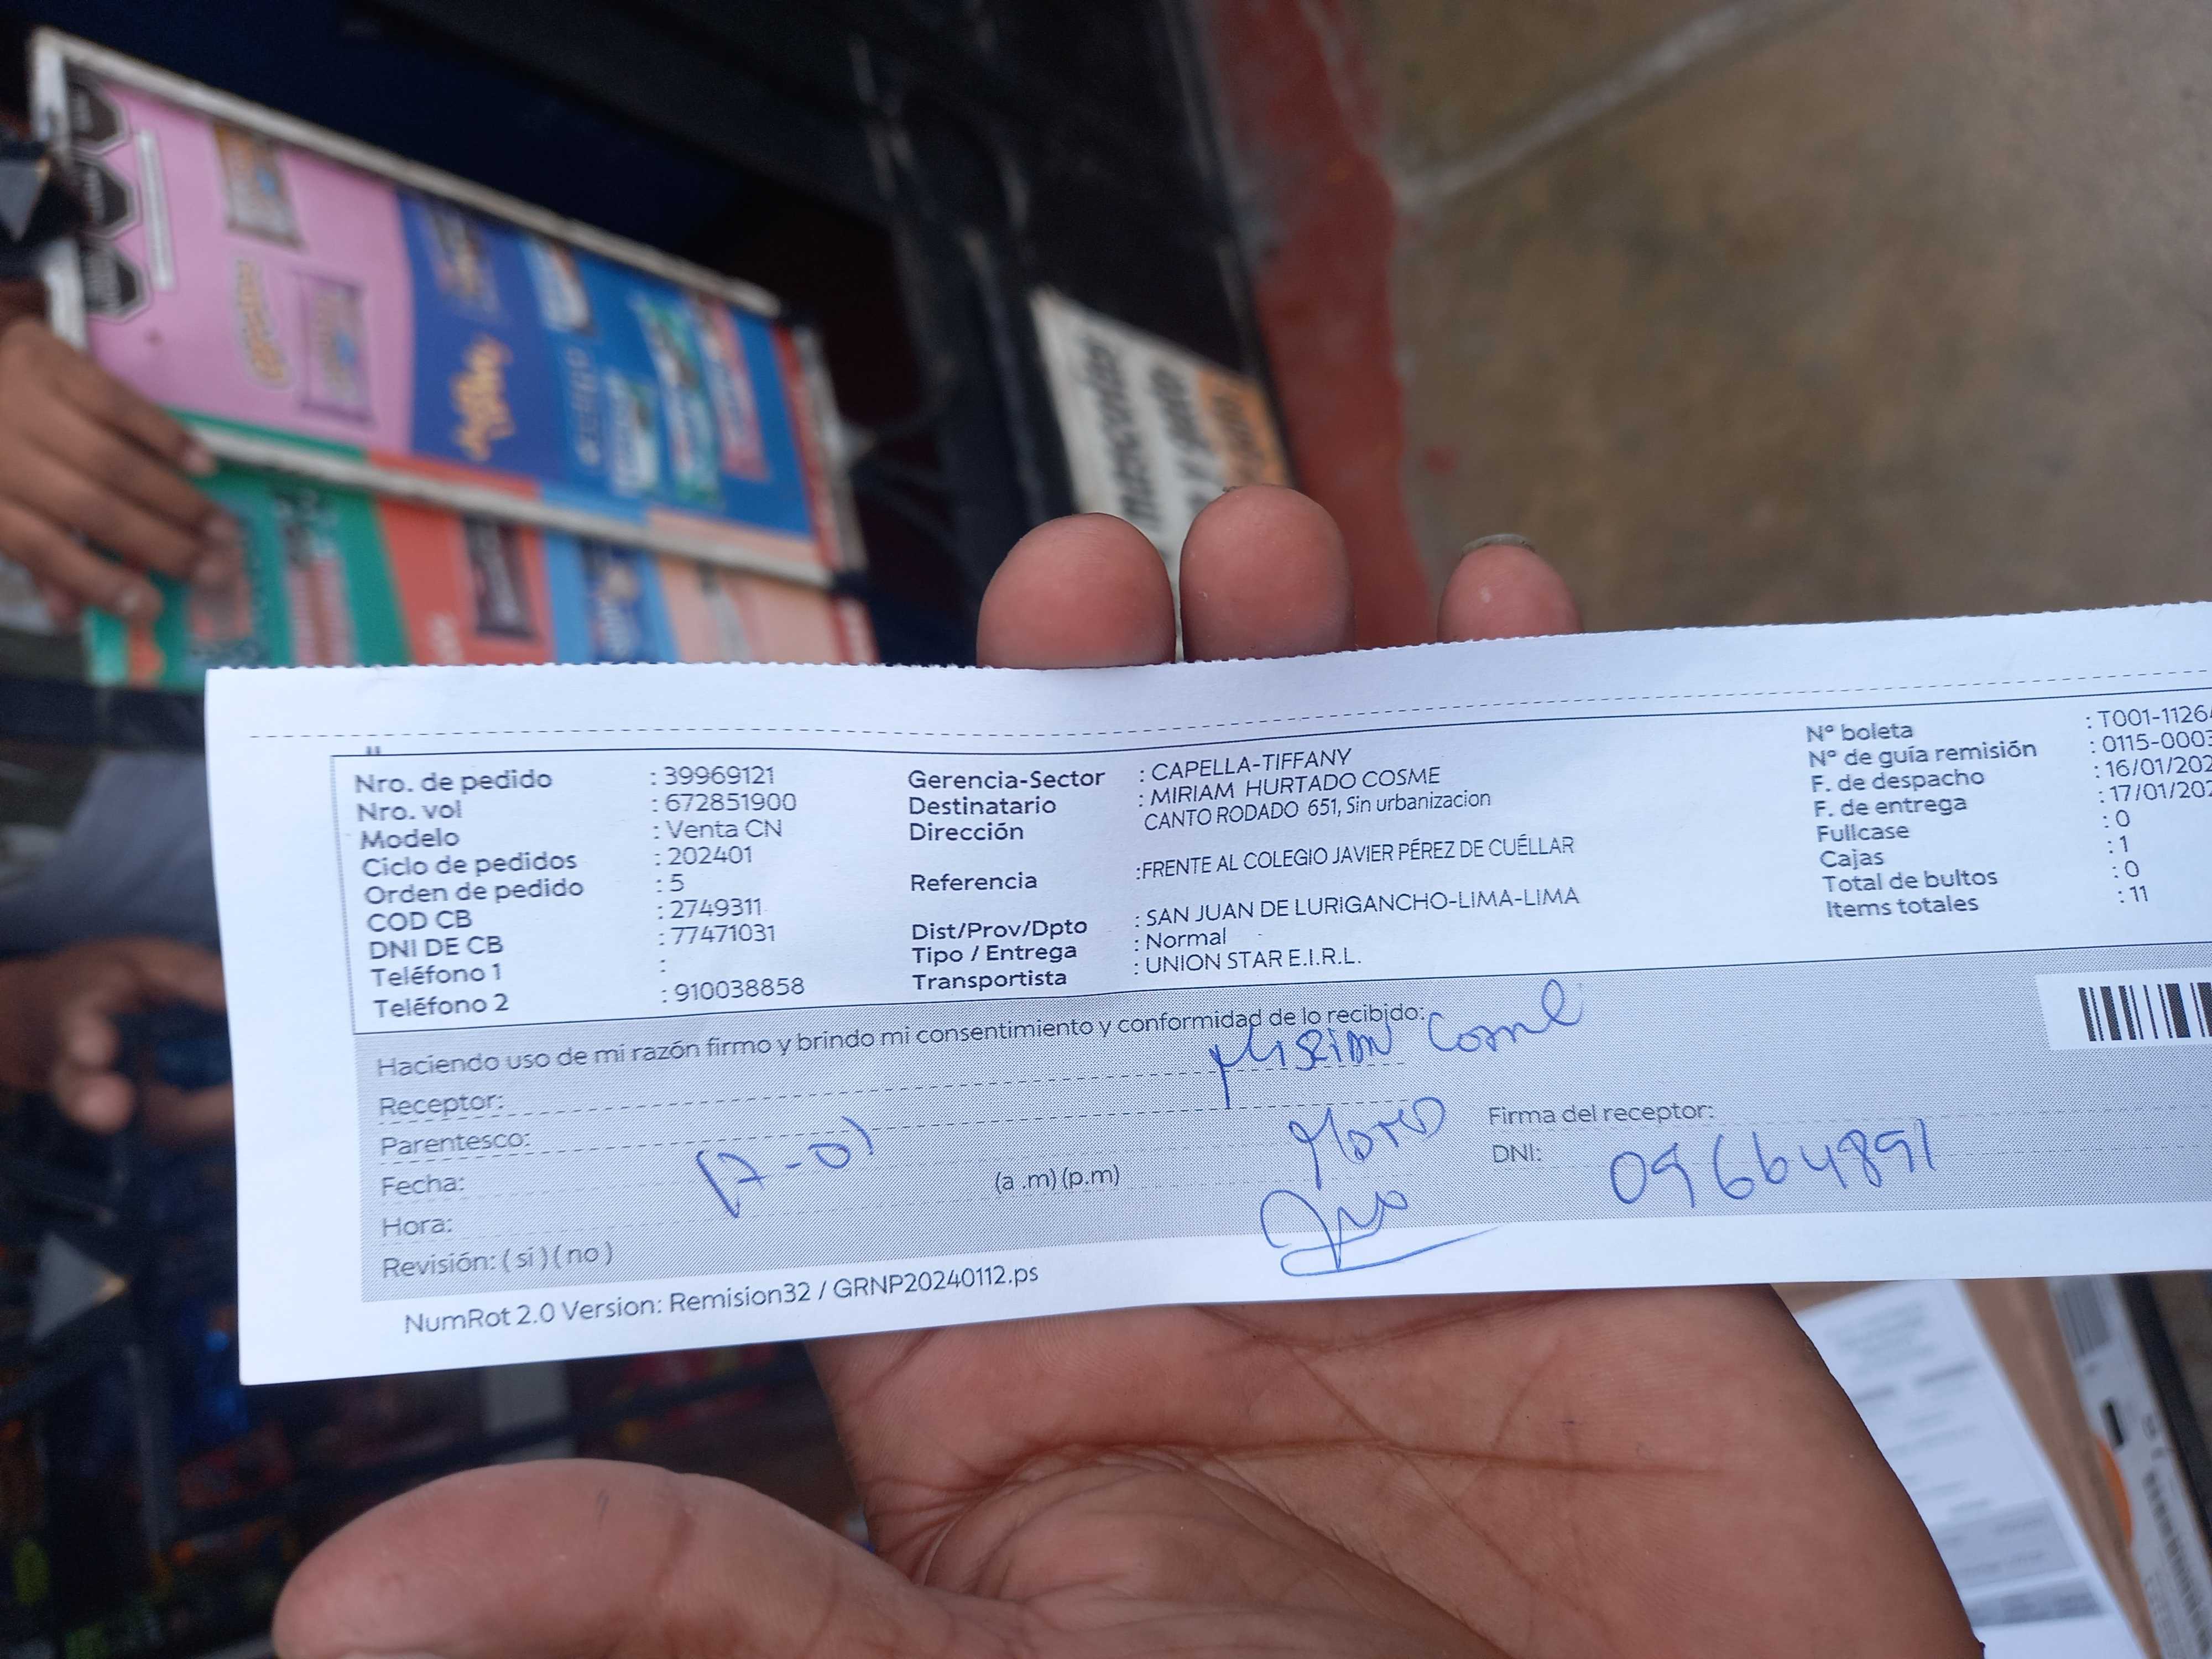 Nro. de pedido : 39969121
Nro. vol : 672851900
Modelo : Venta CN
Ciclo de pedidos : 202401
Orden de pedido : 5
COD CB : 2749311
DNI DE CB : 77471031
Teléfono 1 :
Teléfono 2 : 910038858
Gerencia-Sector : CAPELLA-TIFFANY
Destinatario : MIRIAM HURTADO COSME
Dirección CANTO RODADO 651, Sin urbanizacion
Referencia :FRENTE AL COLEGIO JAVIER PÉREZ DE CUÉLLAR
Dist/Prov/Dpto : SAN JUAN DE LURIGANCHO-LIMA-LIMA
Tipo / Entrega : Normal
Transportista : UNION STAR E.I.R.L.
Nº boleta : T001-1126
Nº de guía remisión : 0115-0003
F. de despacho : 16/01/202
F. de entrega : 17/01/202
Fullcase : 0
Cajas : 1
Total de bultos : 0
Items totales : 11
Haciendo uso de mi razón firmo y brindo mi consentimiento y conformidad de lo recibido:
Receptor: Miriam Cosme
Parentesco:
Fecha: 17-01
Hora: (a .m) (p.m)
Revisión: ( si ) ( no )
Firma del receptor:
DNI: 09664891
NumRot 2.0 Version: Remision32 / GRNP20240112.ps
mascotas